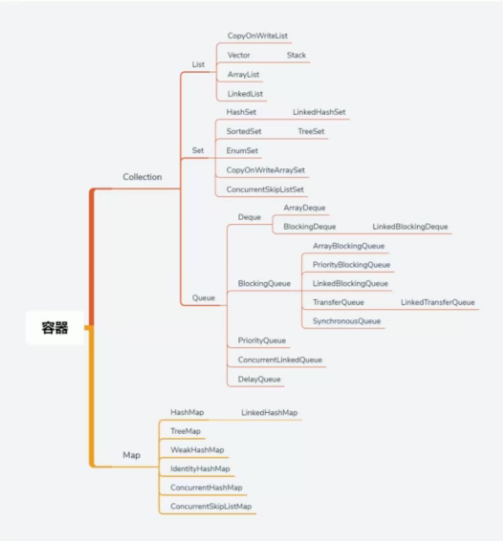 容器
Collection
List
CopyOnWriteList
Vector Stack
ArrayList
LinkedList
Set
HashSet LinkedHashSet
SortedSet TreeSet
EnumSet
CopyOnWriteArraySet
ConcurrentSkipListSet
Queue
Deque
ArrayDeque
BlockingDeque LinkedBlockingDeque
BlockingQueue
ArrayBlockingQueue
PriorityBlockingQueue
LinkedBlockingQueue
TransferQueue LinkedTransferQueue
SynchronousQueue
PriorityQueue
ConcurrentLinkedQueue
DelayQueue
Map
HashMap LinkedHashMap
TreeMap
WeakHashMap
IdentityHashMap
ConcurrentHashMap
ConcurrentSkipListMap